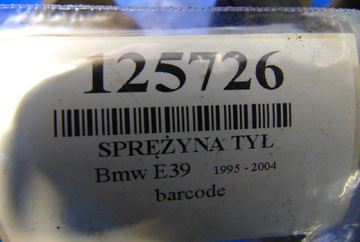 125726
SPRĘŻYNA TYŁ
Bmw E39 1995 - 2004
barcode